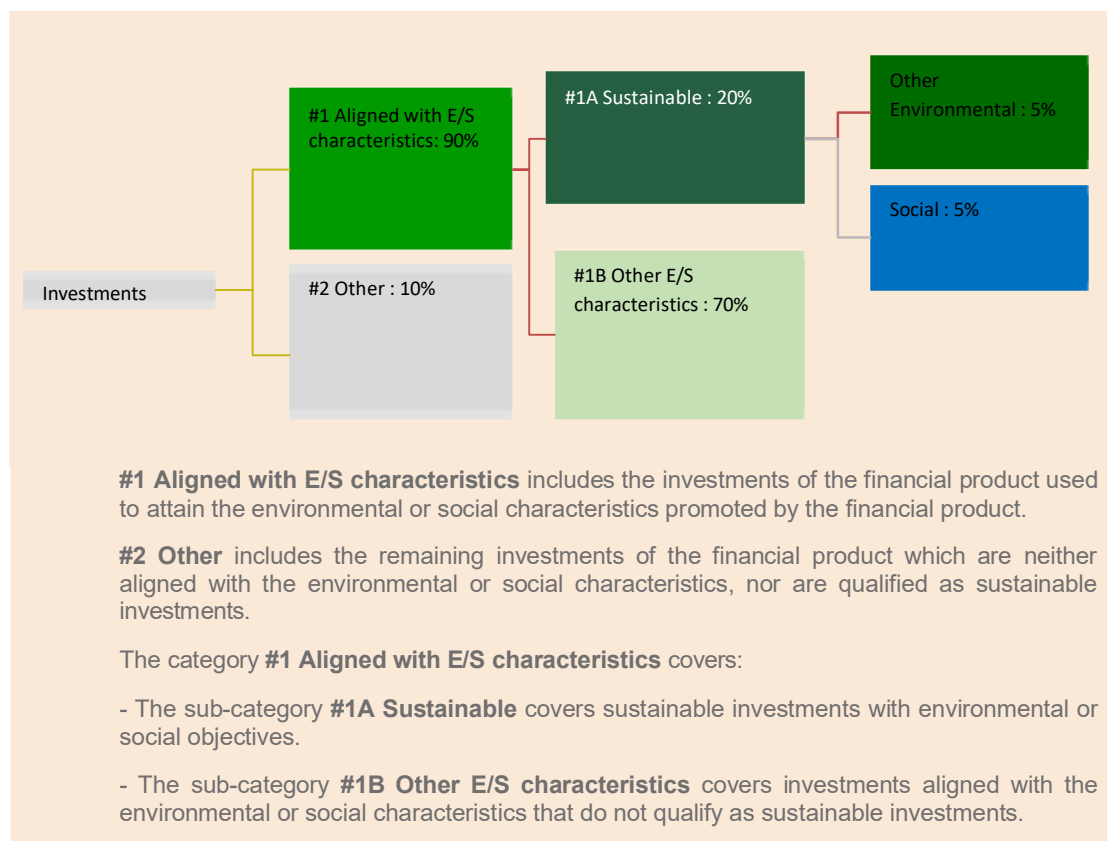 Investments
#1 Aligned with E/S
characteristics: 90%
#2 Other : 10%
#1A Sustainable : 20%
#1B Other E/S
characteristics : 70%
Other
Environmental : 5%
Social : 5%
#1 Aligned with E/S characteristics includes the investments of the financial product used
to attain the environmental or social characteristics promoted by the financial product.
#2 Other includes the remaining investments of the financial product which are neither
aligned with the environmental or social characteristics, nor are qualified as sustainable
investments.
The category #1 Aligned with E/S characteristics covers:
- The sub-category #1A Sustainable covers sustainable investments with environmental or
social objectives.
- The sub-category #1B Other E/S characteristics covers investments aligned with the
environmental or social characteristics that do not qualify as sustainable investments.